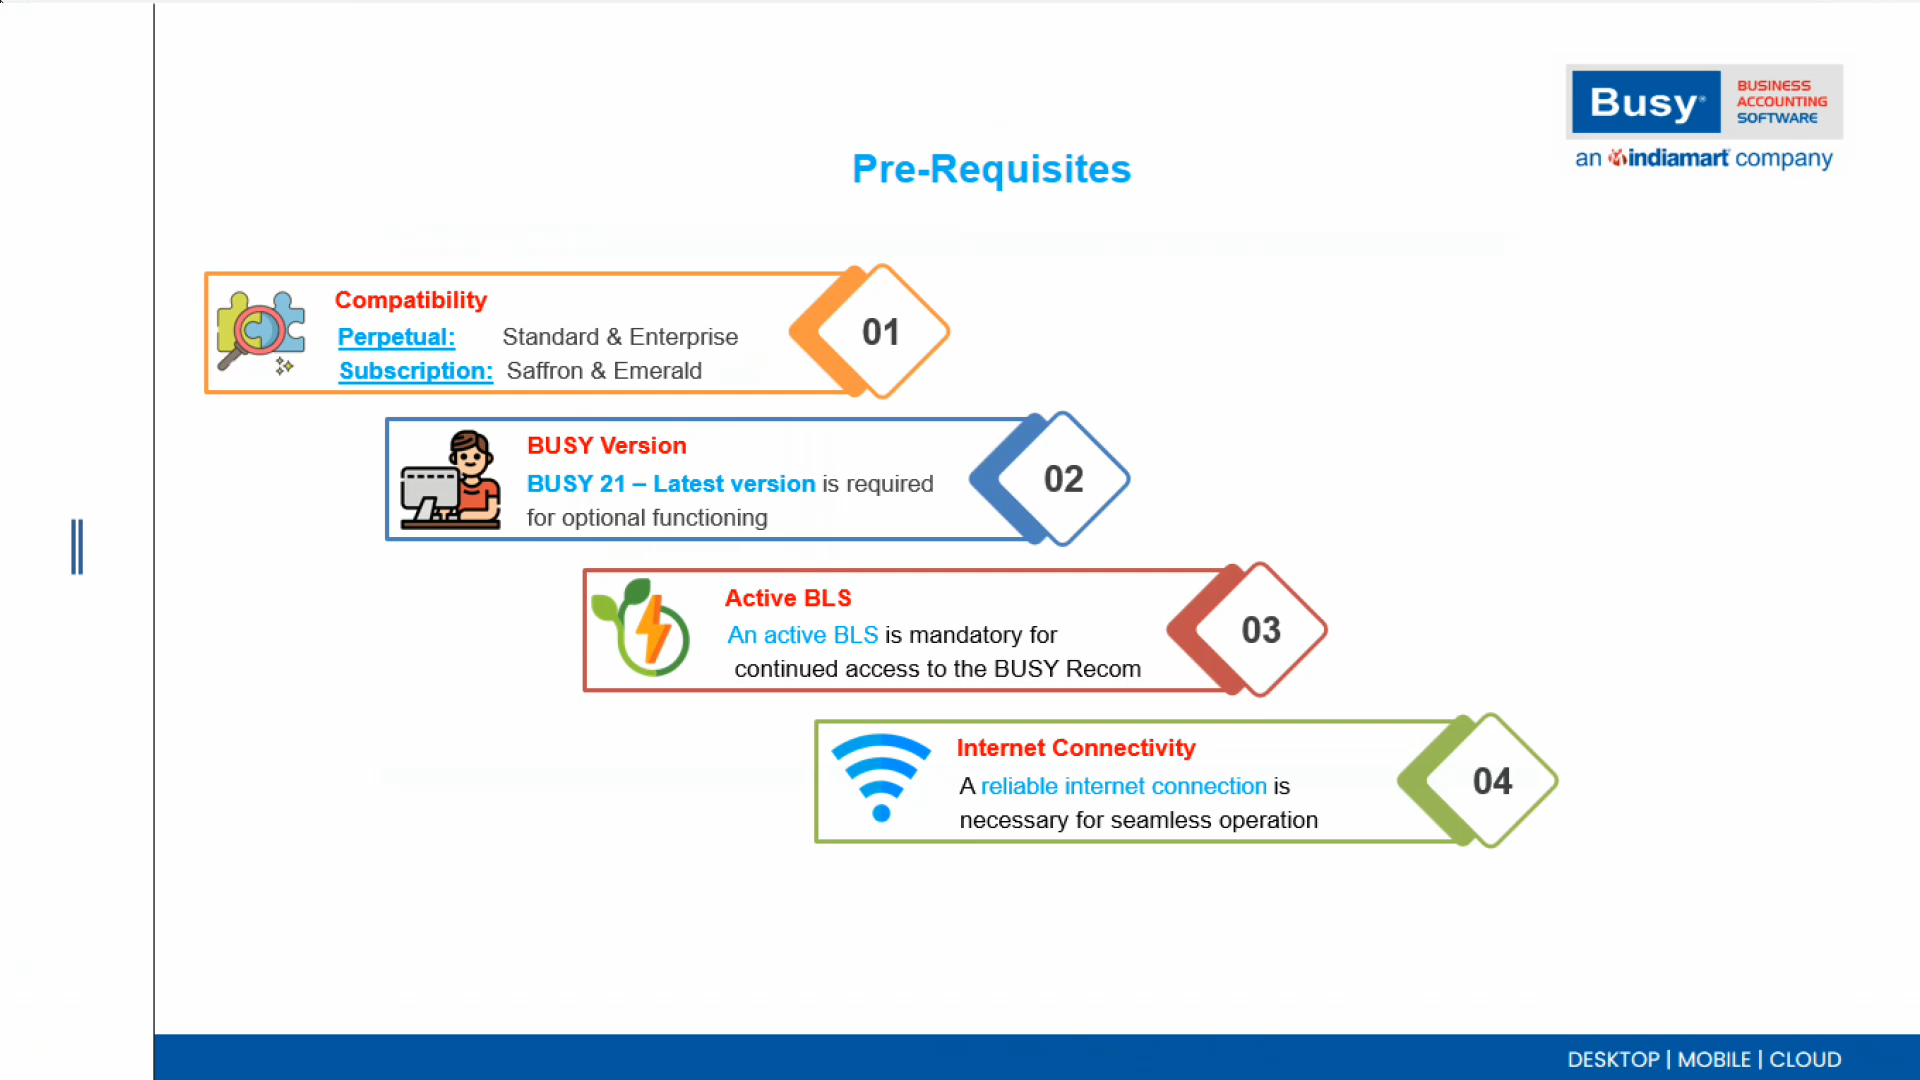 Busy
BUSINESS
ACCOUNTING
SOFTWARE
an indiamart company
Pre-Requisites
Compatibility
Perpetual: Standard & Enterprise
Subscription: Saffron & Emerald
01
BUSY Version
BUSY 21 – Latest version is required
for optional functioning
02
Active BLS
An active BLS is mandatory for
continued access to the BUSY Recom
03
Internet Connectivity
A reliable internet connection is
necessary for seamless operation
04
DESKTOP | MOBILE | CLOUD